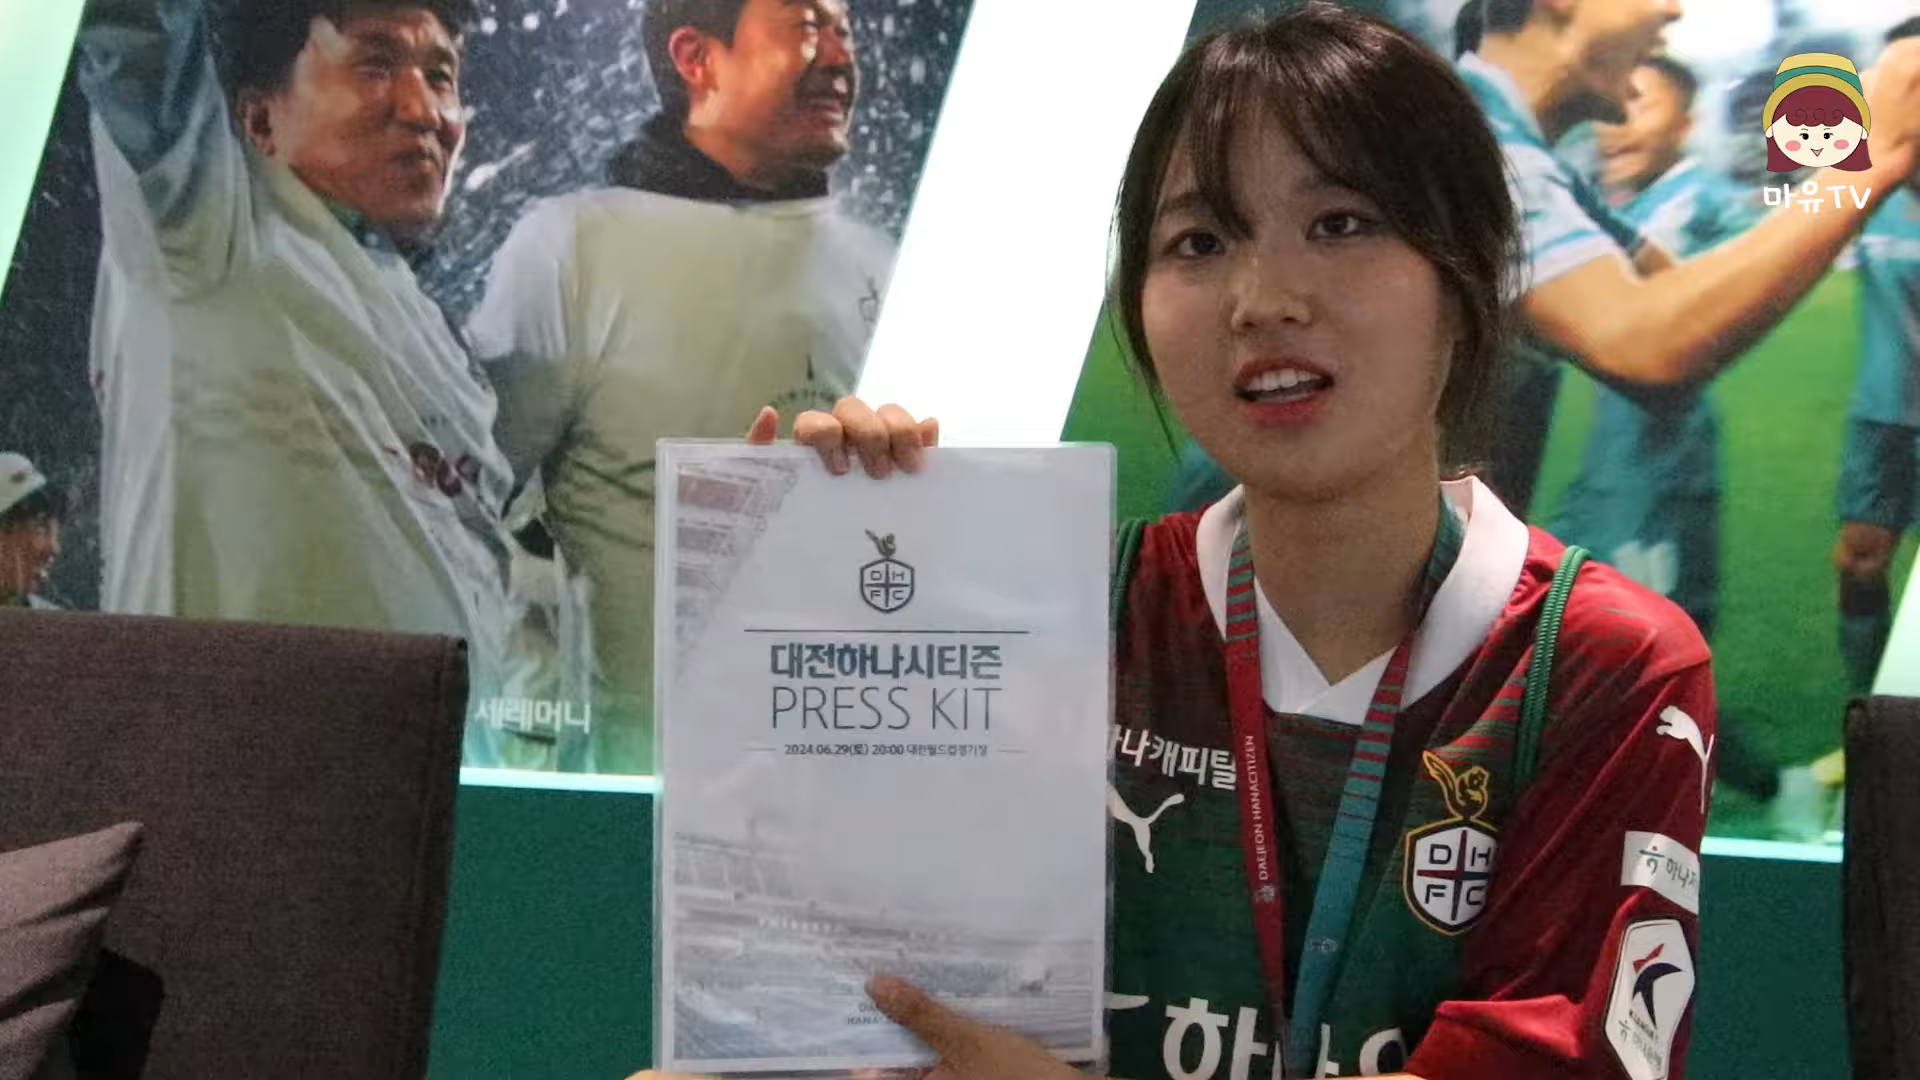 마유TV
D H
F C
대전하나시티즌
PRESS KIT
2024.06.29(토) 20:00 대전월드컵경기장
세레머니
나캐피탈
DAEJEON HANACITIZEN
D H
F C
하나
하나